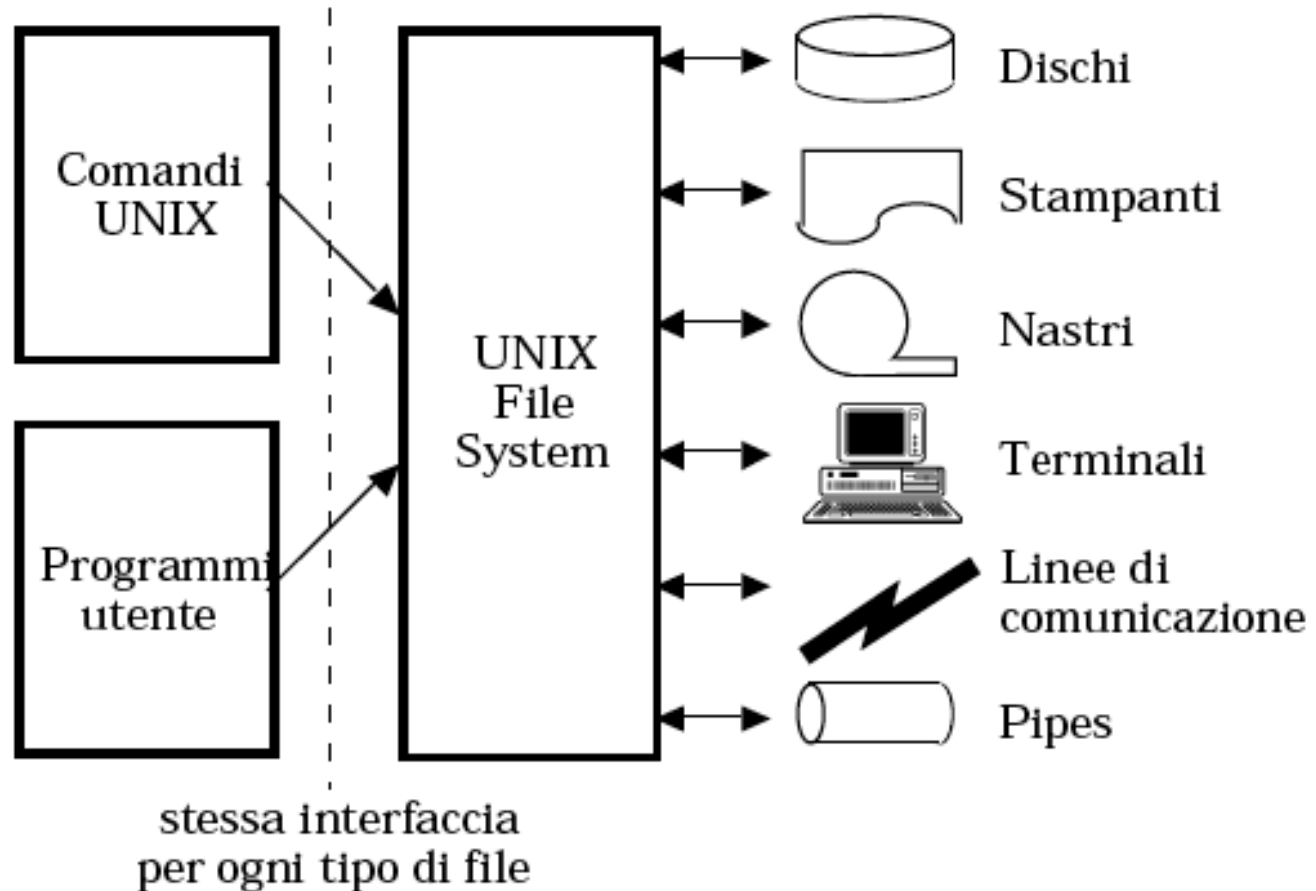 Comandi
UNIX
Programmi
utente
UNIX
File
System
Dischi
Stampanti
Nastri
Terminali
Linee di
comunicazione
Pipes
stessa interfaccia
per ogni tipo di file